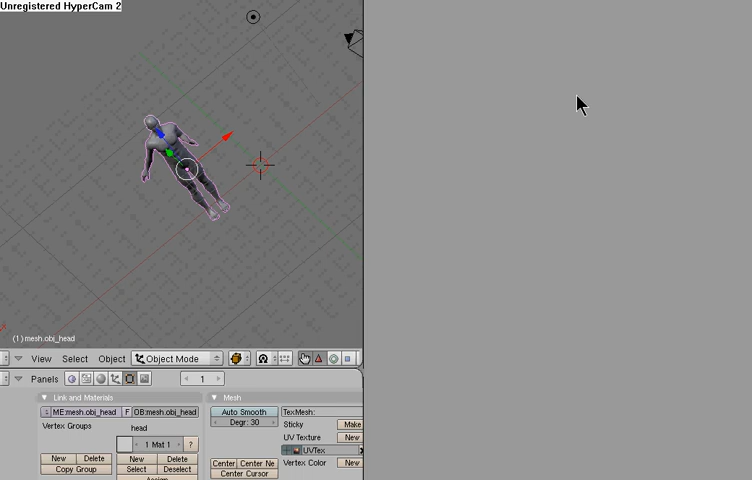 Unregistered HyperCam 2
(1) mesh.obj_head
View Select Object Object Mode
Panels 1
Link and Materials Mesh
ME:mesh.obj_head F OB:mesh.obj_head Auto Smooth TexMesh:
Vertex Groups head Degr: 30 Sticky Make
1 Mat 1 ? UV Texture New
UVTex
New Delete New Delete Center Center Ne Vertex Color New
Copy Group Select Deselect Center Cursor
Assign